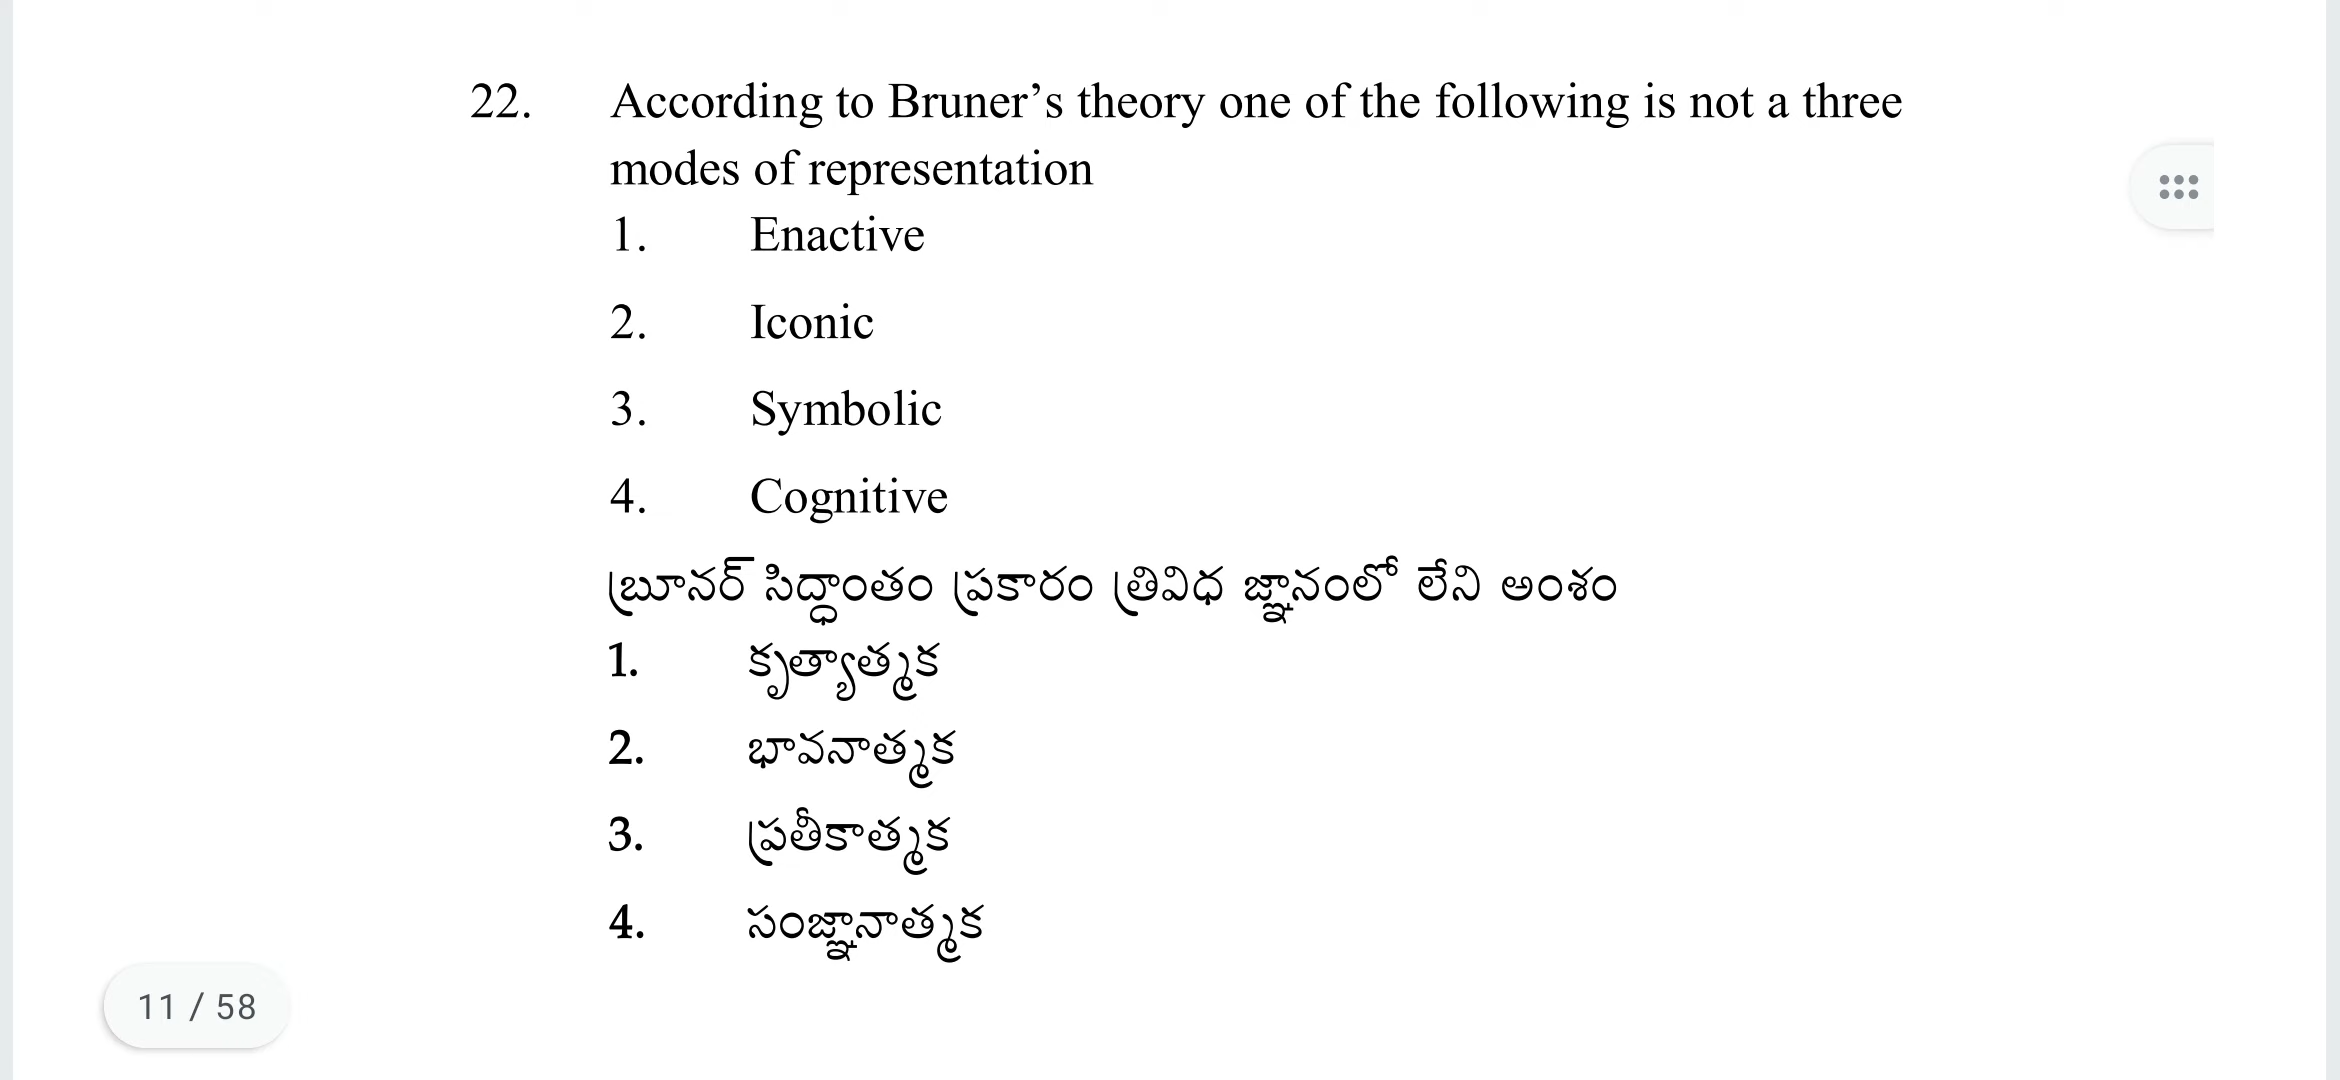 22. According to Bruner’s theory one of the following is not a three
modes of representation
1. Enactive
2. Iconic
3. Symbolic
4. Cognitive
బ్రూనర్ సిద్ధాంతం ప్రకారం త్రివిధ జ్ఞానంలో లేని అంశం
1. కృత్యాత్మక
2. భావనాత్మక
3. ప్రతీకాత్మక
4. సంజ్ఞానాత్మక
11 / 58